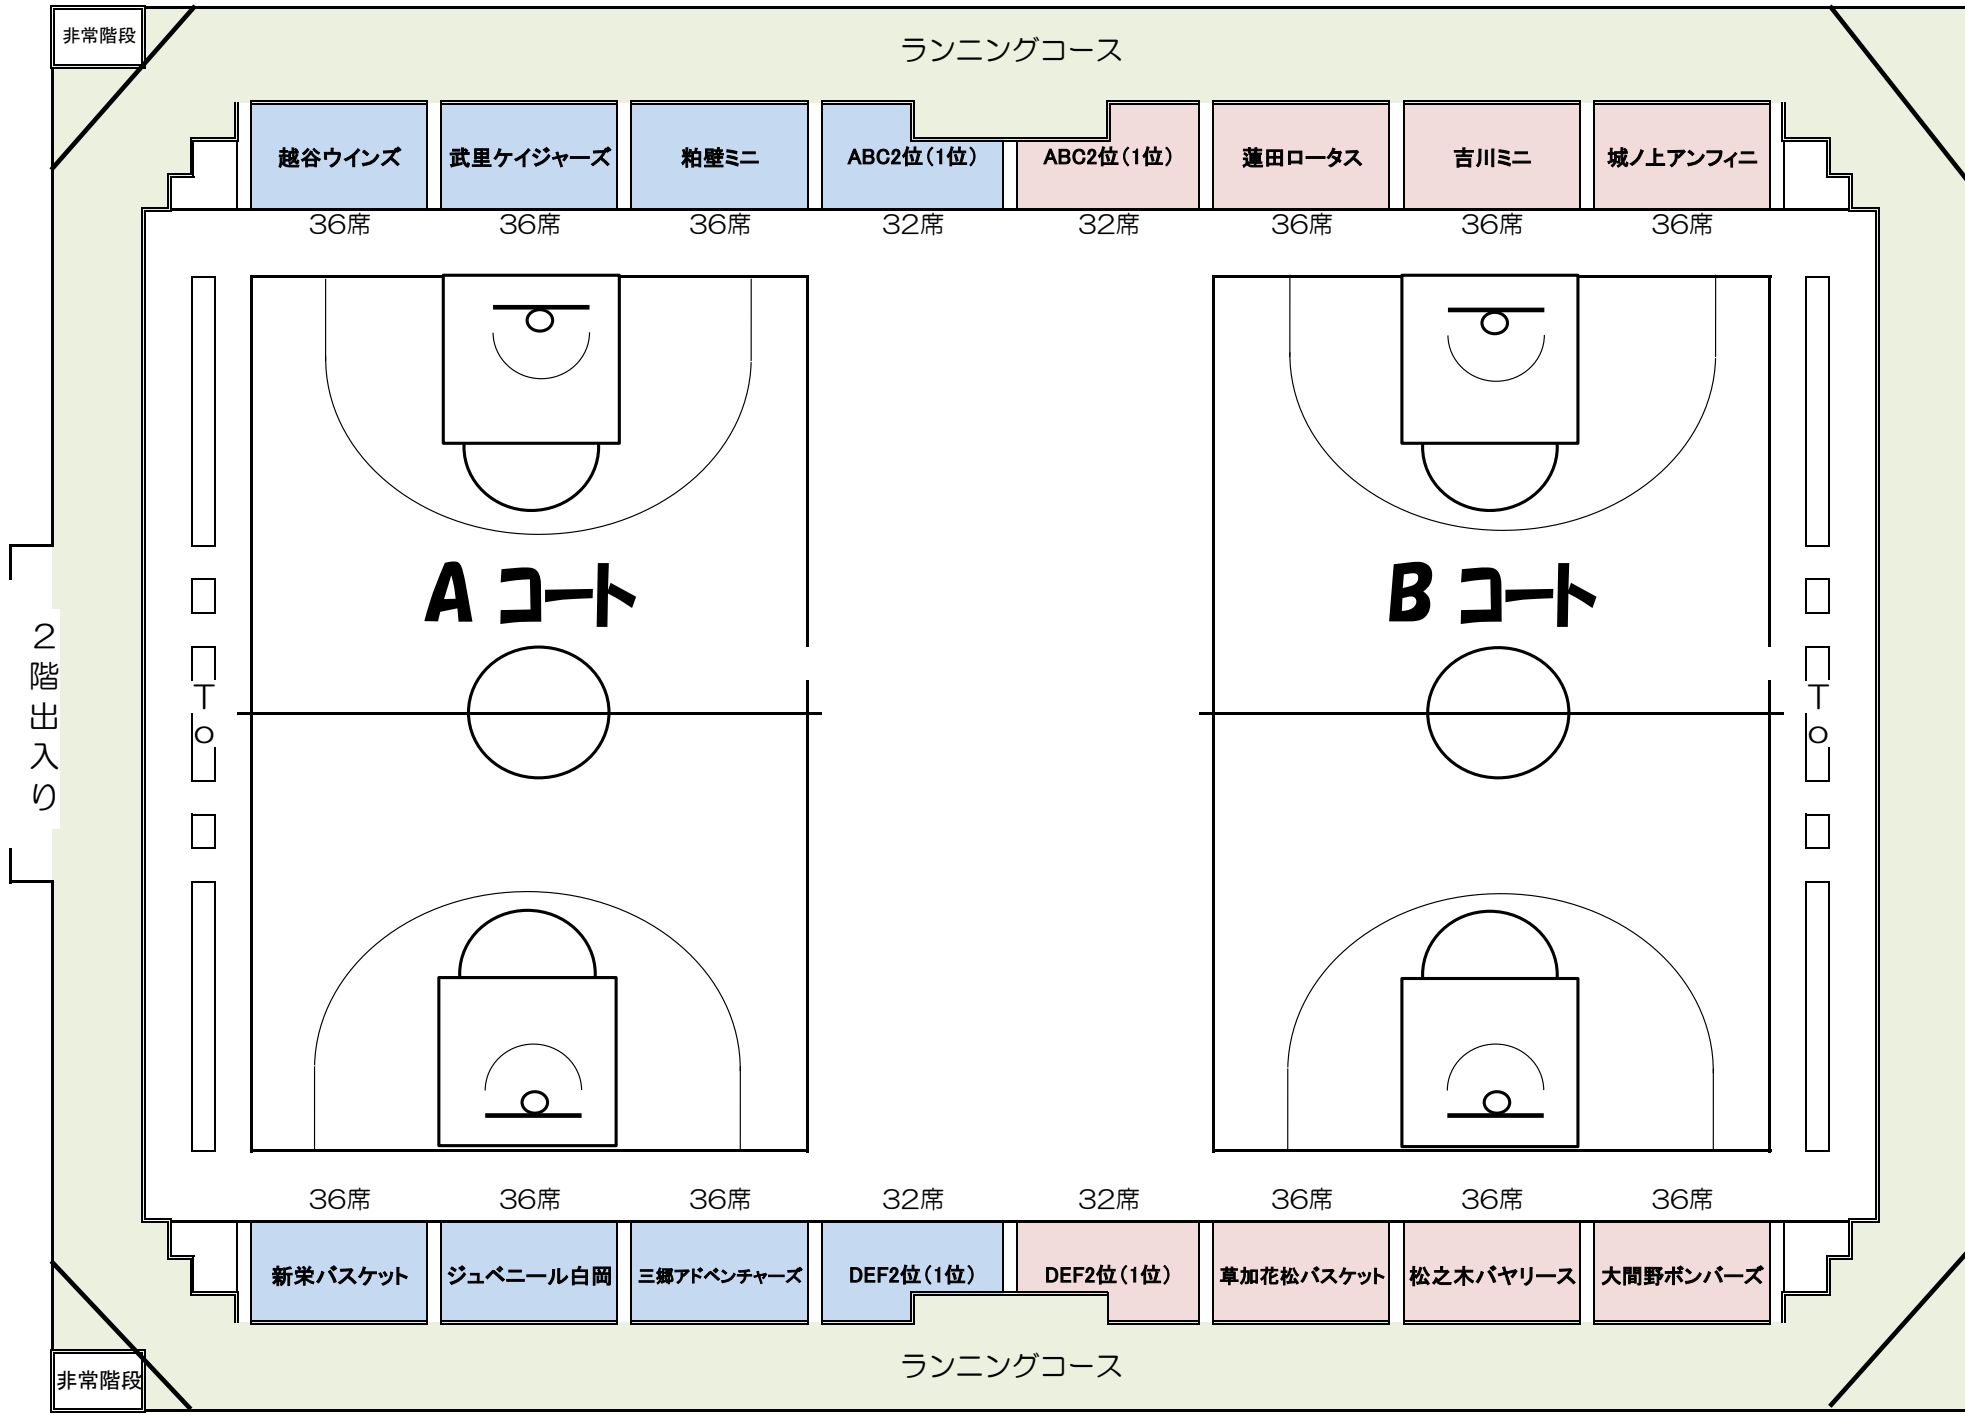 非常階段
ランニングコース
越谷ウインズ 武里ケイジャーズ 粕壁ミニ ABC2位(1位) ABC2位(1位) 蓮田ロータス 吉川ミニ 城ノ上アンフィニ
36席 36席 36席 32席 32席 36席 36席 36席
A コート B コート
2階出入り
To To
36席 36席 36席 32席 32席 36席 36席 36席
新栄バスケット ジュベニール白岡 三郷アドベンチャーズ DEF2位(1位) DEF2位(1位) 草加花松バスケット 松之木バヤリース 大間野ボンバーズ
ランニングコース
非常階段